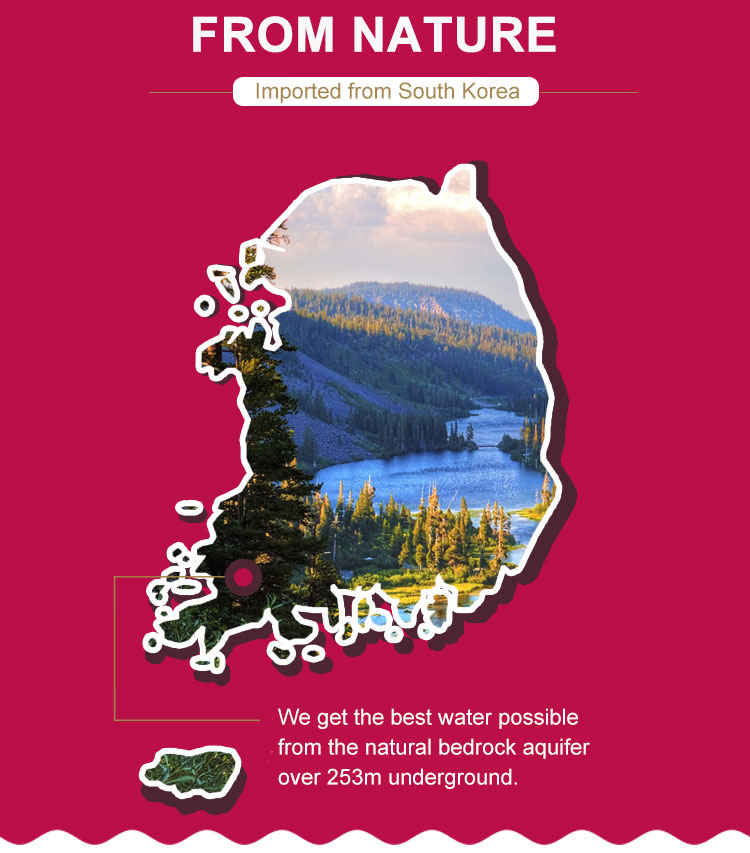 FROM NATURE
Imported from South Korea
We get the best water possible
from the natural bedrock aquifer
over 253m underground.